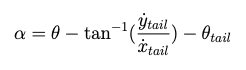 α = θ − tan⁻¹(ẏ_tail / ẋ_tail) − θ_tail